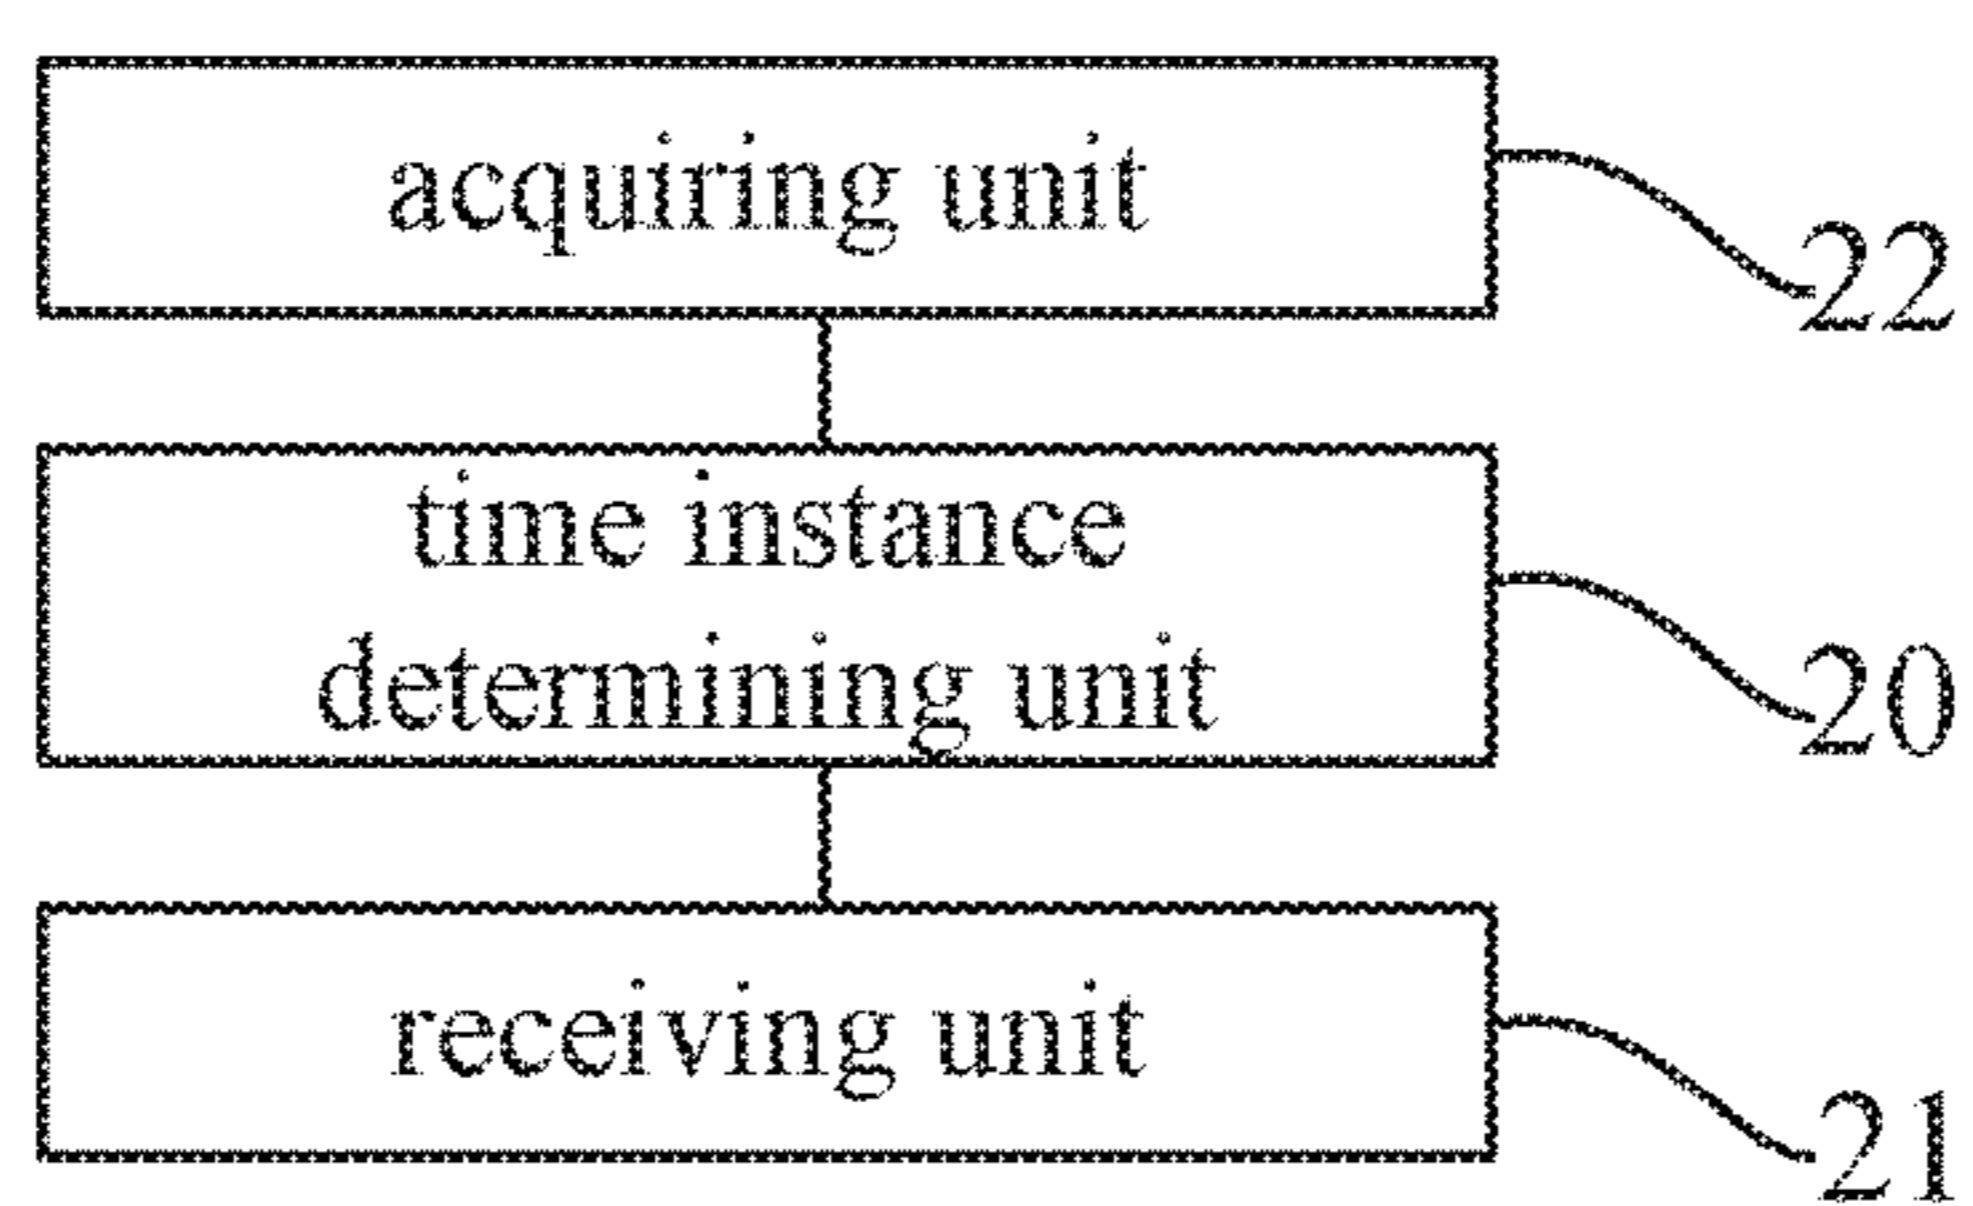 acquiring unit
22
time instance
determining unit
20
receiving unit
21